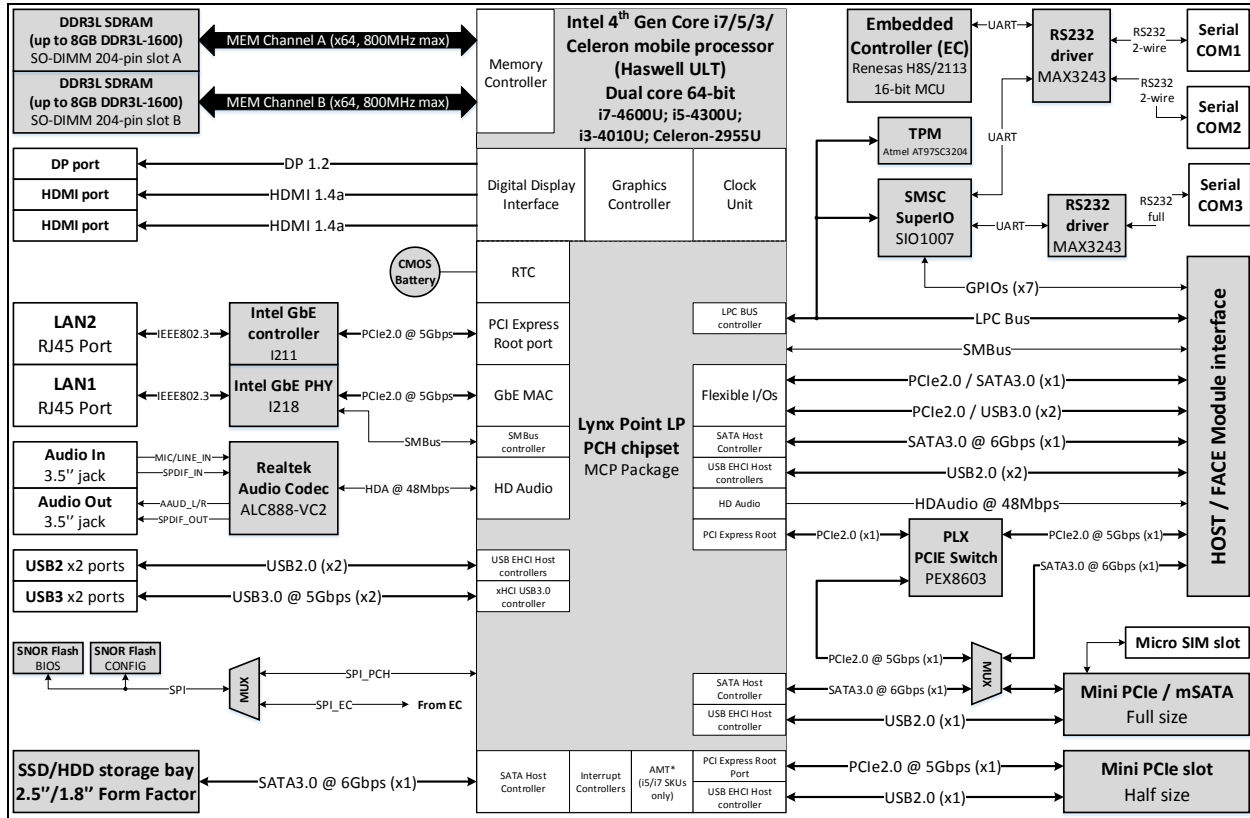 DDR3L SDRAM
(up to 8GB DDR3L-1600)
SO-DIMM 204-pin slot A
MEM Channel A (x64, 800MHz max)
DDR3L SDRAM
(up to 8GB DDR3L-1600)
SO-DIMM 204-pin slot B
MEM Channel B (x64, 800MHz max)
Memory
Controller
Intel 4th Gen Core i7/5/3/
Celeron mobile processor
(Haswell ULT)
Dual core 64-bit
i7-4600U; i5-4300U;
i3-4010U; Celeron-2955U
Embedded
Controller (EC)
Renesas H8S/2113
16-bit MCU
UART
RS232
driver
MAX3243
RS232
2-wire
Serial
COM1
RS232
2-wire
Serial
COM2
UART
TPM
Atmel AT97SC3204
DP port
DP 1.2
HDMI port
HDMI 1.4a
HDMI port
HDMI 1.4a
Digital Display
Interface
Graphics
Controller
Clock
Unit
SMSC
SuperIO
SIO1007
UART
RS232
driver
MAX3243
RS232
full
Serial
COM3
GPIOs (x7)
CMOS
Battery
RTC
LAN2
RJ45 Port
IEEE802.3
Intel GbE
controller
I211
PCIe2.0 @ 5Gbps
PCI Express
Root port
LPC BUS
controller
LPC Bus
SMBus
LAN1
RJ45 Port
IEEE802.3
Intel GbE PHY
I218
PCIe2.0 @ 5Gbps
GbE MAC
SMBus
SMBus
controller
Lynx Point LP
PCH chipset
MCP Package
Flexible I/Os
PCIe2.0 / SATA3.0 (x1)
PCIe2.0 / USB3.0 (x2)
SATA Host
Controller
SATA3.0 @ 6Gbps (x1)
USB EHCI Host
controllers
USB2.0 (x2)
HD Audio
HDAudio @ 48Mbps
PCI Express Root
PCIe2.0 (x1)
PLX
PCIE Switch
PEX8603
PCIe2.0 @ 5Gbps (x1)
SATA3.0 @ 6Gbps (x1)
HOST / FACE Module interface
Audio In
3.5'' jack
MIC/LINE_IN
SPDIF_IN
Audio Out
3.5'' jack
AAUD_L/R
SPDIF_OUT
Realtek
Audio Codec
ALC888-VC2
HDA @ 48Mbps
HD Audio
USB2 x2 ports
USB2.0 (x2)
USB EHCI Host
controllers
USB3 x2 ports
USB3.0 @ 5Gbps (x2)
xHCI USB3.0
controller
SNOR Flash
BIOS
SNOR Flash
CONFIG
SPI
MUX
SPI_PCH
SPI_EC
From EC
PCIe2.0 @ 5Gbps (x1)
MUX
Micro SIM slot
SATA Host
Controller
SATA3.0 @ 6Gbps (x1)
USB EHCI Host
controller
USB2.0 (x1)
Mini PCIe / mSATA
Full size
SSD/HDD storage bay
2.5''/1.8'' Form Factor
SATA3.0 @ 6Gbps (x1)
SATA Host
Controller
Interrupt
Controllers
AMT*
(i5/i7 SKUs
only)
PCI Express Root
Port
PCIe2.0 @ 5Gbps (x1)
USB EHCI Host
controller
USB2.0 (x1)
Mini PCIe slot
Half size